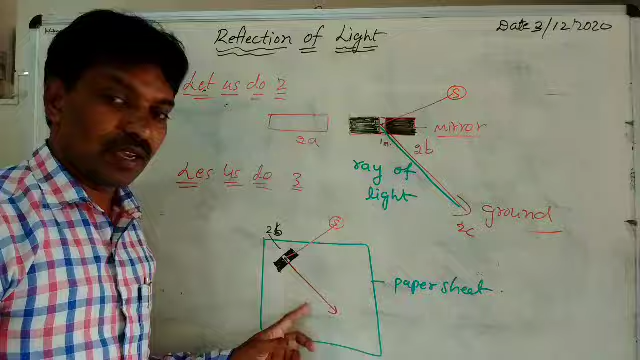 Reflection of Light
Date 3/12/2020
Let us do 2
S
2a
mirror
2b
ray of
light
ground
2c
Les us do 3
S
2b
paper sheet.